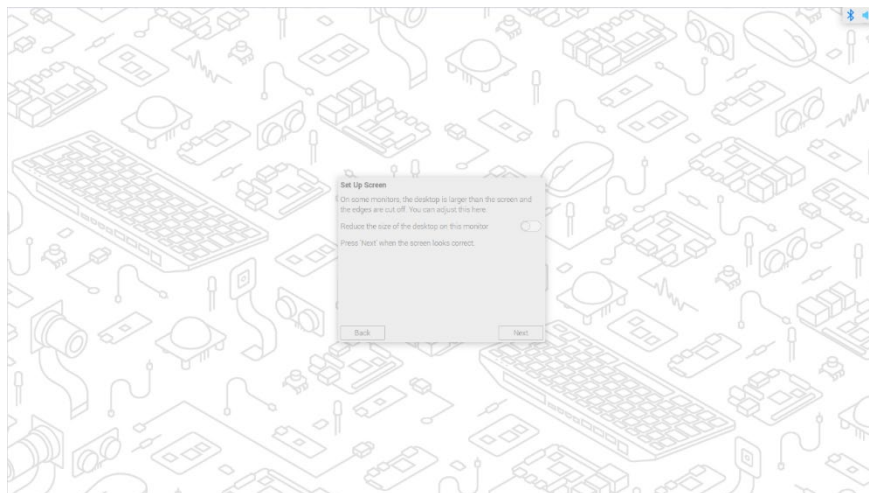 Set Up Screen
On some monitors, the desktop is larger than the screen and
the edges are cut off. You can adjust this here.
Reduce the size of the desktop on this monitor
Press 'Next' when the screen looks correct.
Back
Next